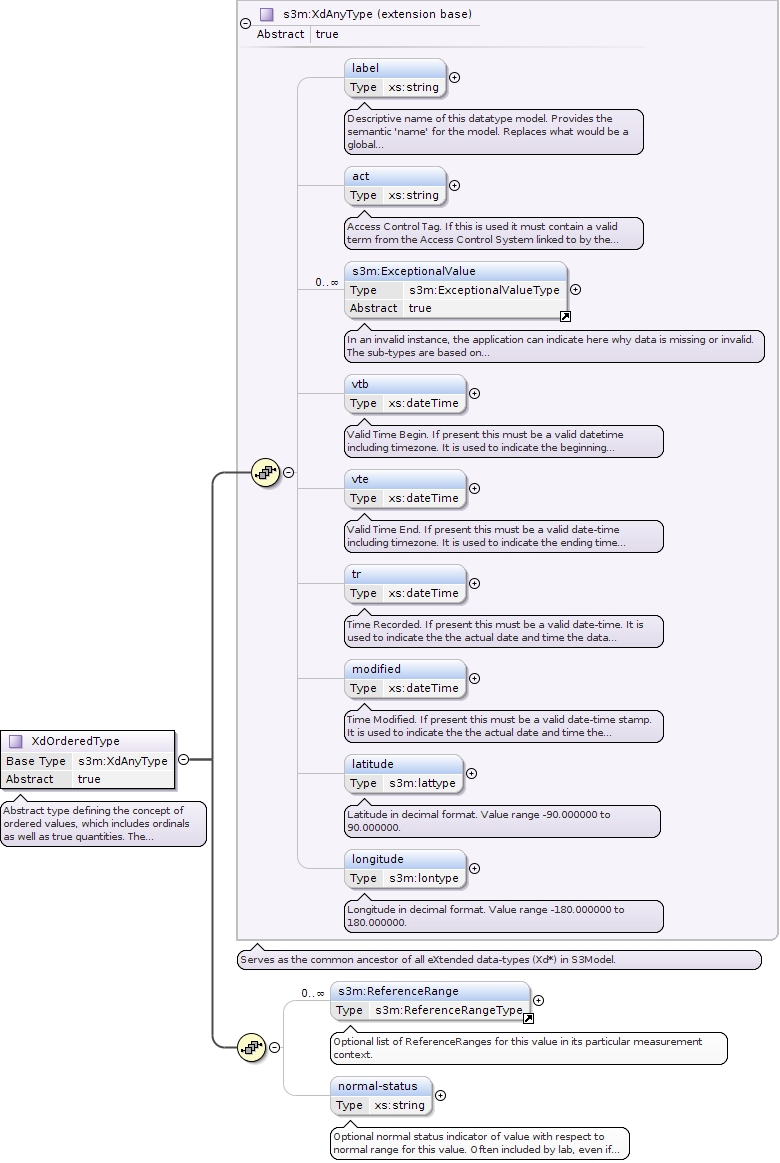 s3m:XdAnyType (extension base)
Abstract true
label
Type xs:string
Descriptive name of this datatype model. Provides the
semantic 'name' for the model. Replaces what would be a
global...
act
Type xs:string
Access Control Tag. If this is used it must contain a valid
term from the Access Control System linked to by the...
0..∞
s3m:ExceptionalValue
Type s3m:ExceptionalValueType
Abstract true
In an invalid instance, the application can indicate here why data is missing or invalid.
The sub-types are based on...
vtb
Type xs:dateTime
Valid Time Begin. If present this must be a valid datetime
including timezone. It is used to indicate the beginning...
vte
Type xs:dateTime
Valid Time End. If present this must be a valid date-time
including timezone. It is used to indicate the ending time...
tr
Type xs:dateTime
Time Recorded. If present this must be a valid date-time. It is
used to indicate the the actual date and time the data...
modified
Type xs:dateTime
Time Modified. If present this must be a valid date-time stamp.
It is used to indicate the the actual date and time the...
XdOrderedType
Base Type s3m:XdAnyType
Abstract true
Abstract type defining the concept of
ordered values, which includes ordinals
as well as true quantities. The...
latitude
Type s3m:lattype
Latitude in decimal format. Value range -90.000000 to
90.000000.
longitude
Type s3m:lontype
Longitude in decimal format. Value range -180.000000 to
180.000000.
Serves as the common ancestor of all eXtended data-types (Xd*) in S3Model.
0..∞
s3m:ReferenceRange
Type s3m:ReferenceRangeType
Optional list of ReferenceRanges for this value in its particular measurement
context.
normal-status
Type xs:string
Optional normal status indicator of value with respect to
normal range for this value. Often included by lab, even if...